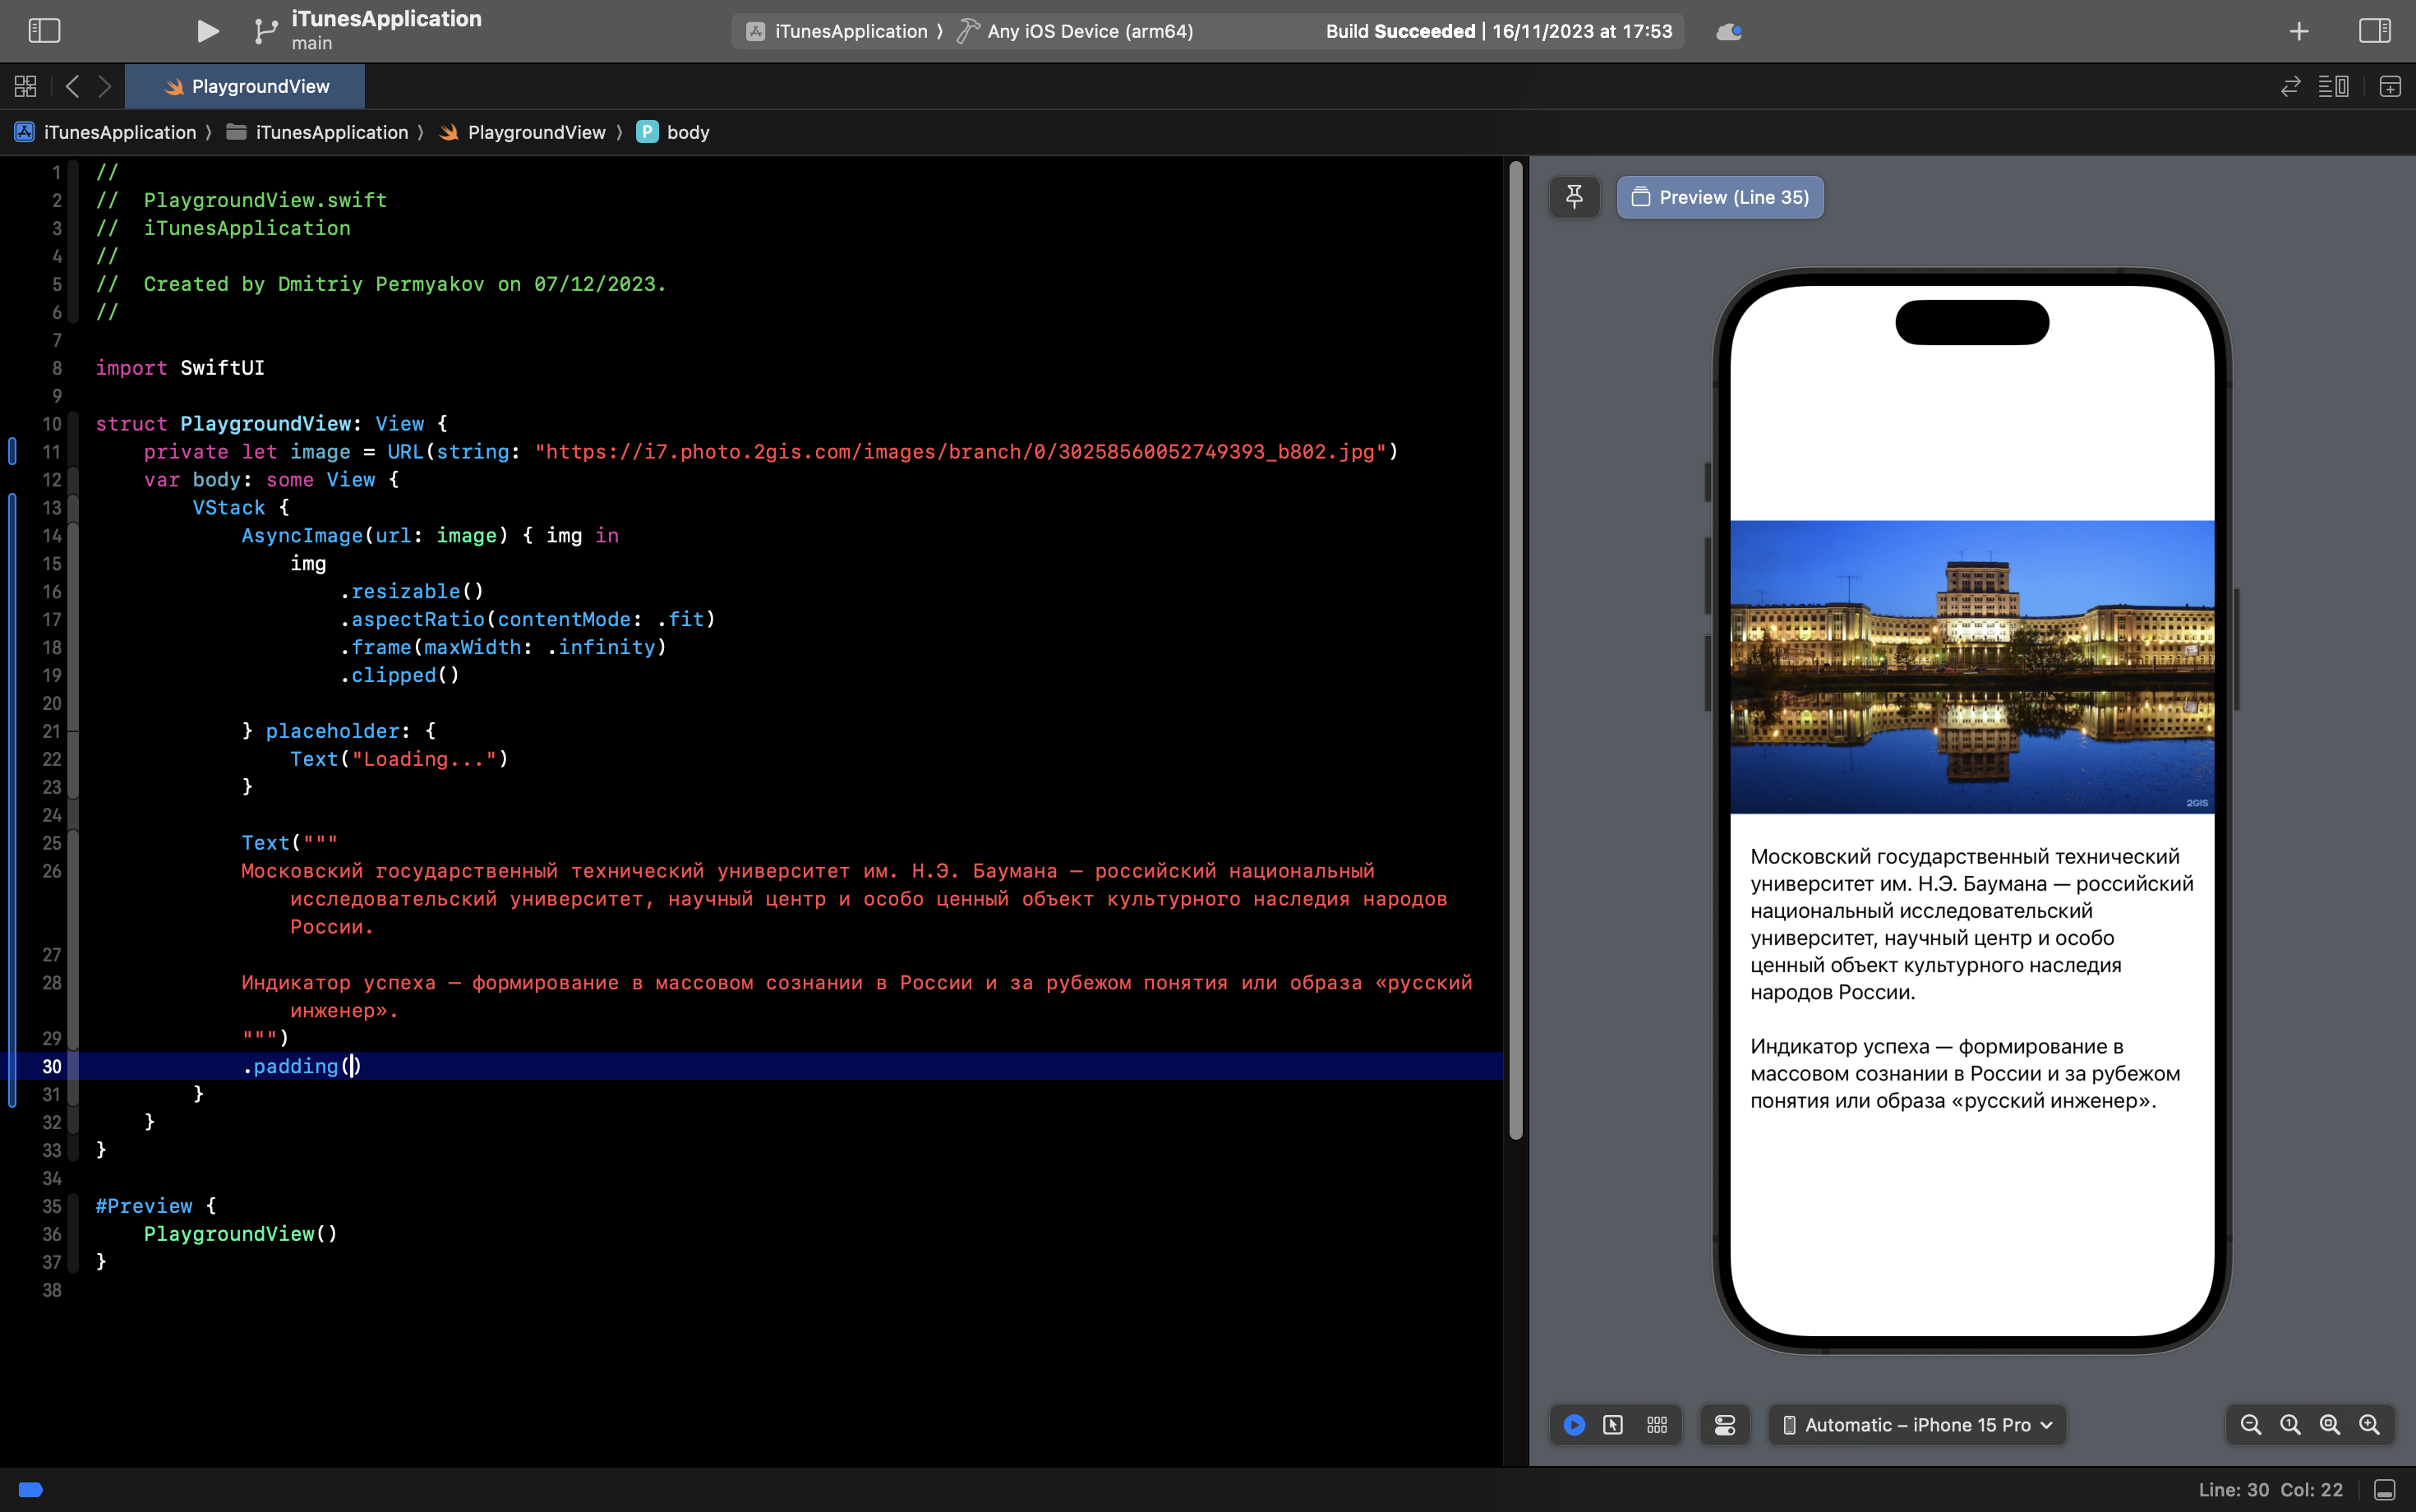 iTunesApplication
main
iTunesApplication ⟩ Any iOS Device (arm64)
Build Succeeded | 16/11/2023 at 17:53
PlaygroundView
iTunesApplication ⟩ iTunesApplication ⟩ PlaygroundView ⟩ P body
1 //
2 //  PlaygroundView.swift
3 //  iTunesApplication
4 //
5 //  Created by Dmitriy Permyakov on 07/12/2023.
6 //
7
8 import SwiftUI
9
10 struct PlaygroundView: View {
11     private let image = URL(string: "https://i7.photo.2gis.com/images/branch/0/30258560052749393_b802.jpg")
12     var body: some View {
13         VStack {
14             AsyncImage(url: image) { img in
15                 img
16                     .resizable()
17                     .aspectRatio(contentMode: .fit)
18                     .frame(maxWidth: .infinity)
19                     .clipped()
20
21             } placeholder: {
22                 Text("Loading...")
23             }
24
25             Text("""
26             Московский государственный технический университет им. Н.Э. Баумана — российский национальный
исследовательский университет, научный центр и особо ценный объект культурного наследия народов
России.
27
28             Индикатор успеха — формирование в массовом сознании в России и за рубежом понятия или образа «русский
инженер».
29             """)
30             .padding()
31         }
32     }
33 }
34
35 #Preview {
36     PlaygroundView()
37 }
38
Preview (Line 35)
2GIS
Московский государственный технический
университет им. Н.Э. Баумана — российский
национальный исследовательский
университет, научный центр и особо
ценный объект культурного наследия
народов России.
Индикатор успеха — формирование в
массовом сознании в России и за рубежом
понятия или образа «русский инженер».
Automatic – iPhone 15 Pro
Line: 30 Col: 22